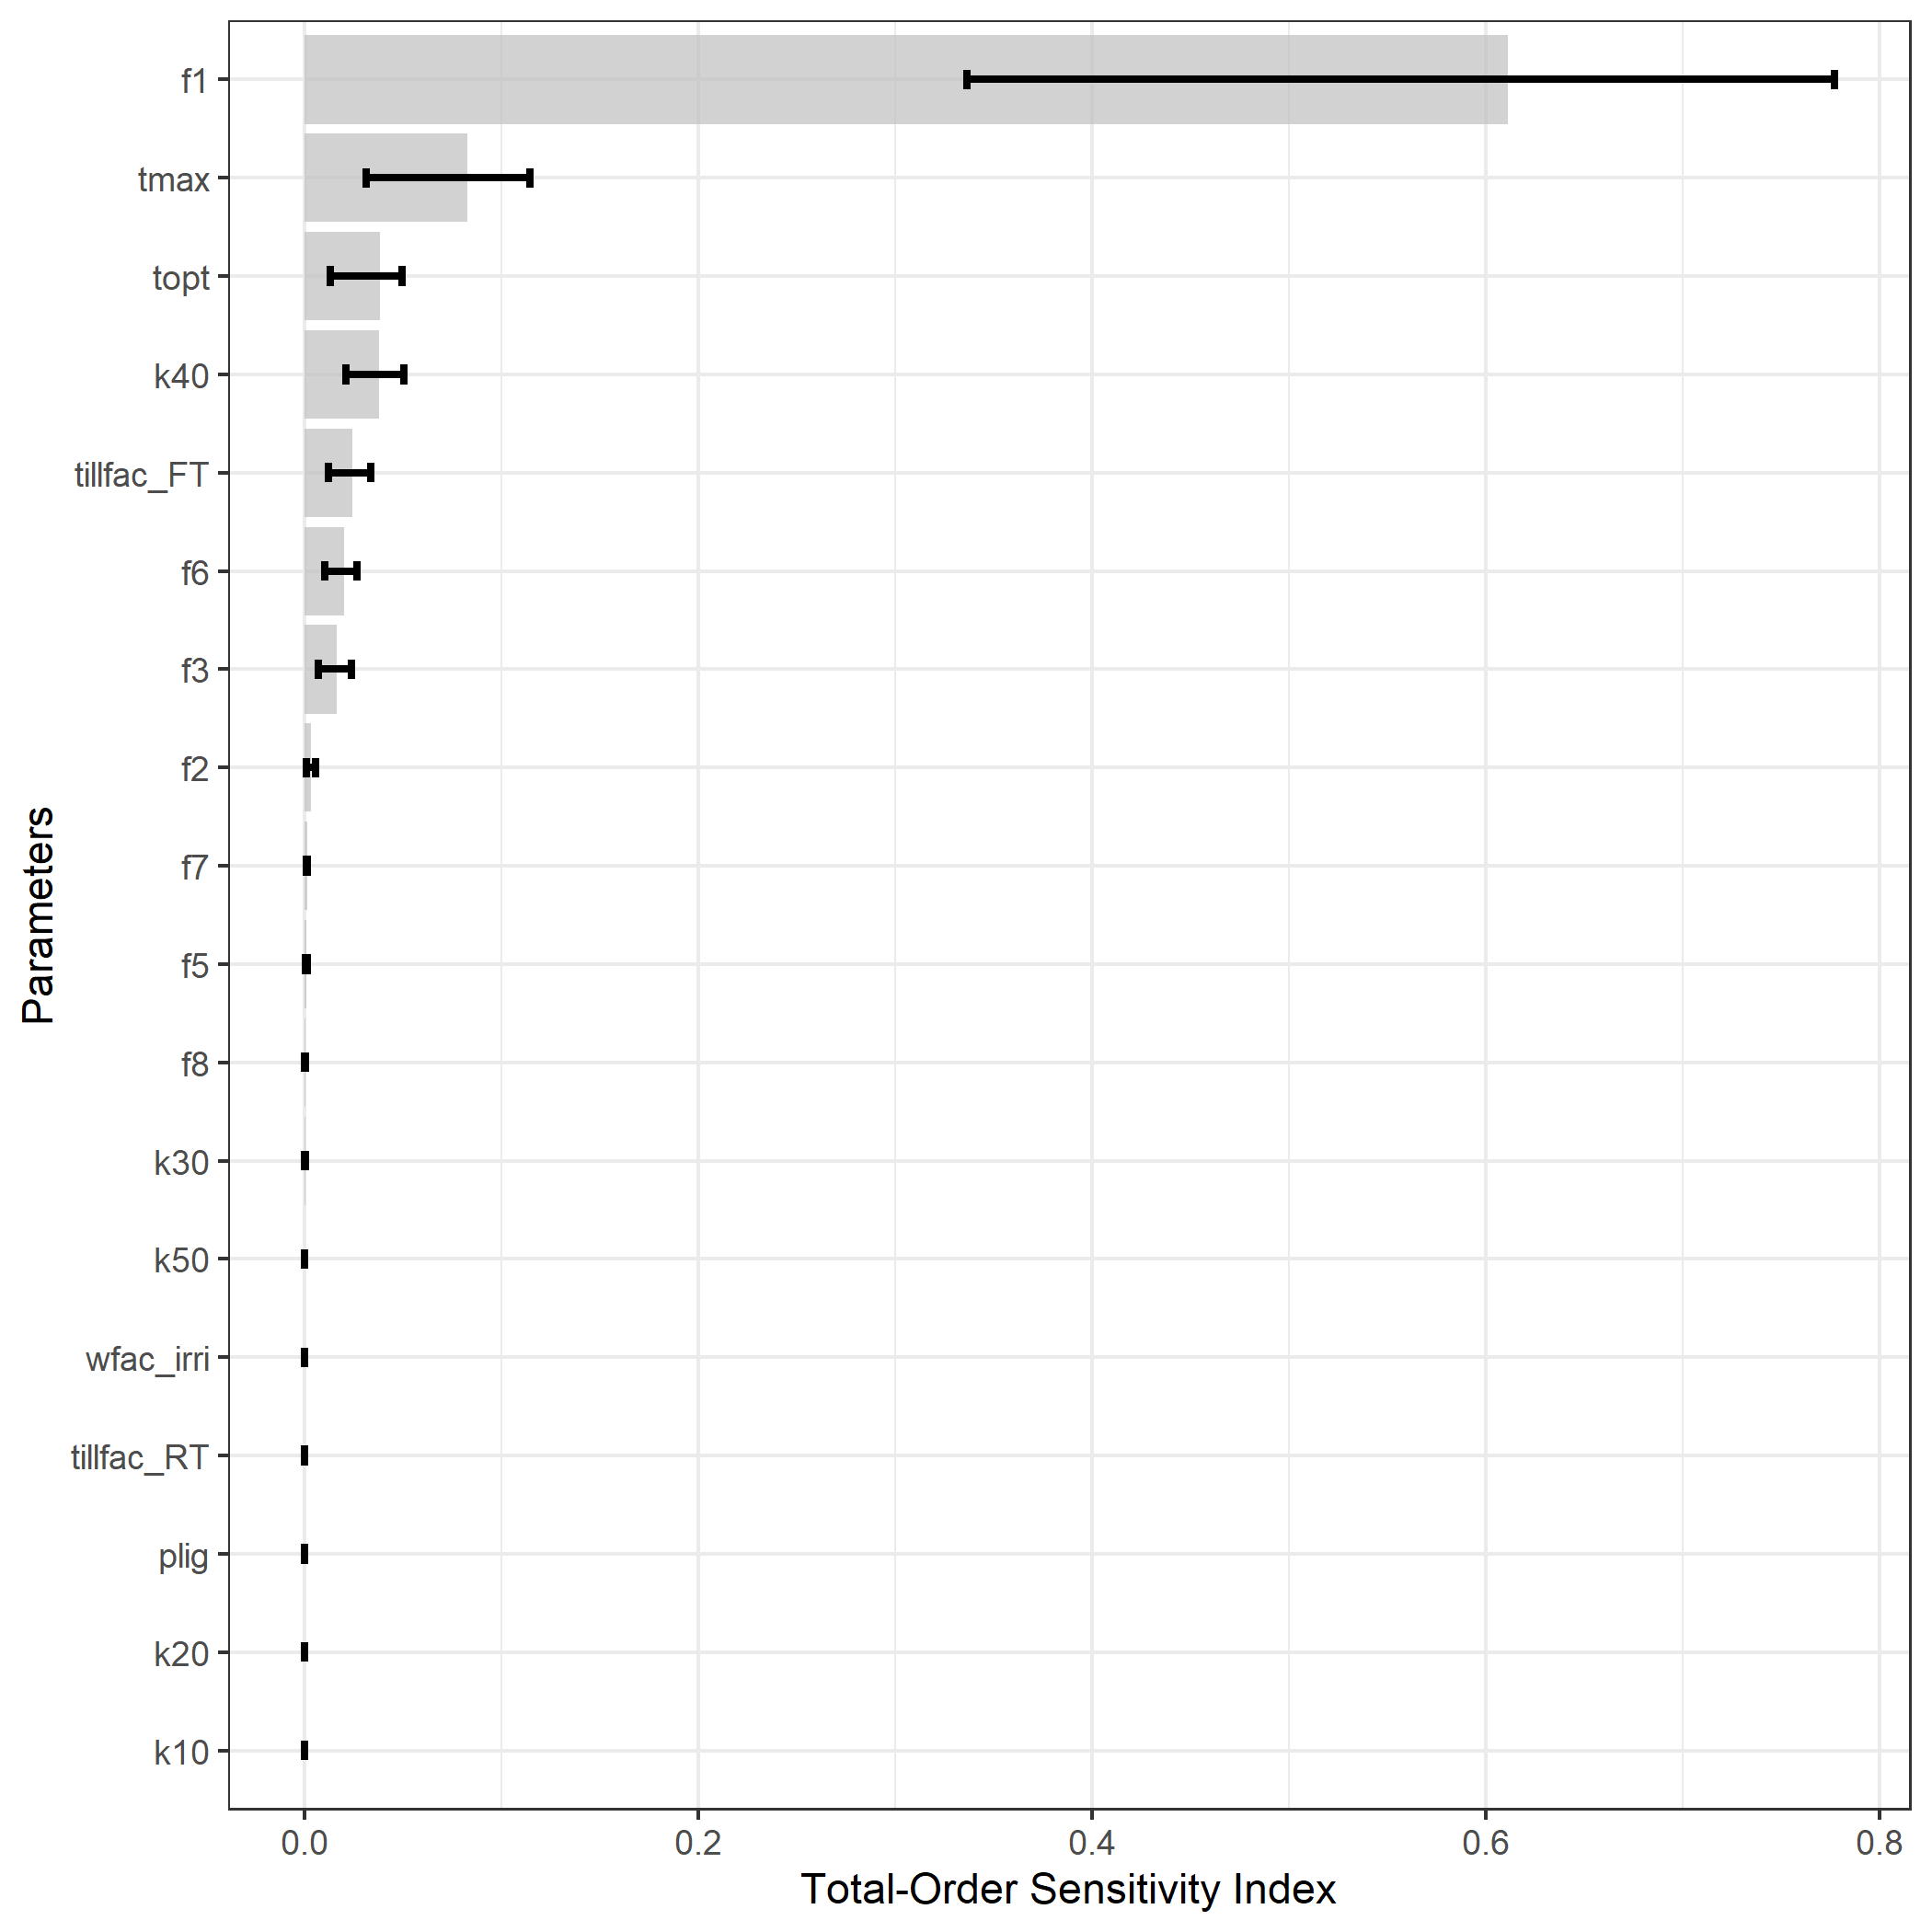 f1
tmax
topt
k40
tillfac_FT
f6
f3
f2
f7
f5
f8
k30
k50
wfac_irri
tillfac_RT
plig
k20
k10
Parameters
0.0 0.2 0.4 0.6 0.8
Total-Order Sensitivity Index